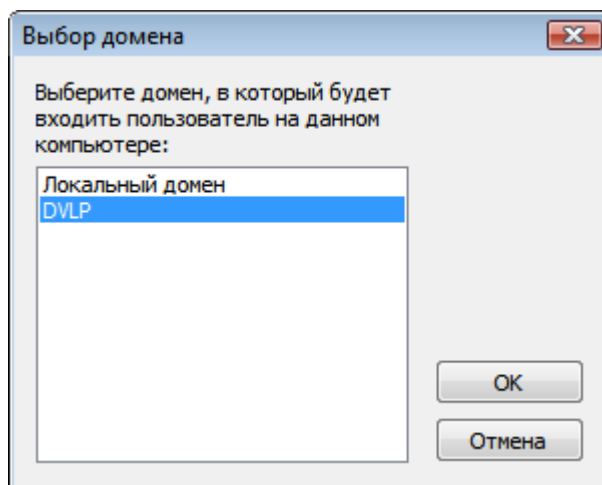 Выбор домена
Выберите домен, в который будет
входить пользователь на данном
компьютере:
Локальный домен
DVLP
OK
Отмена